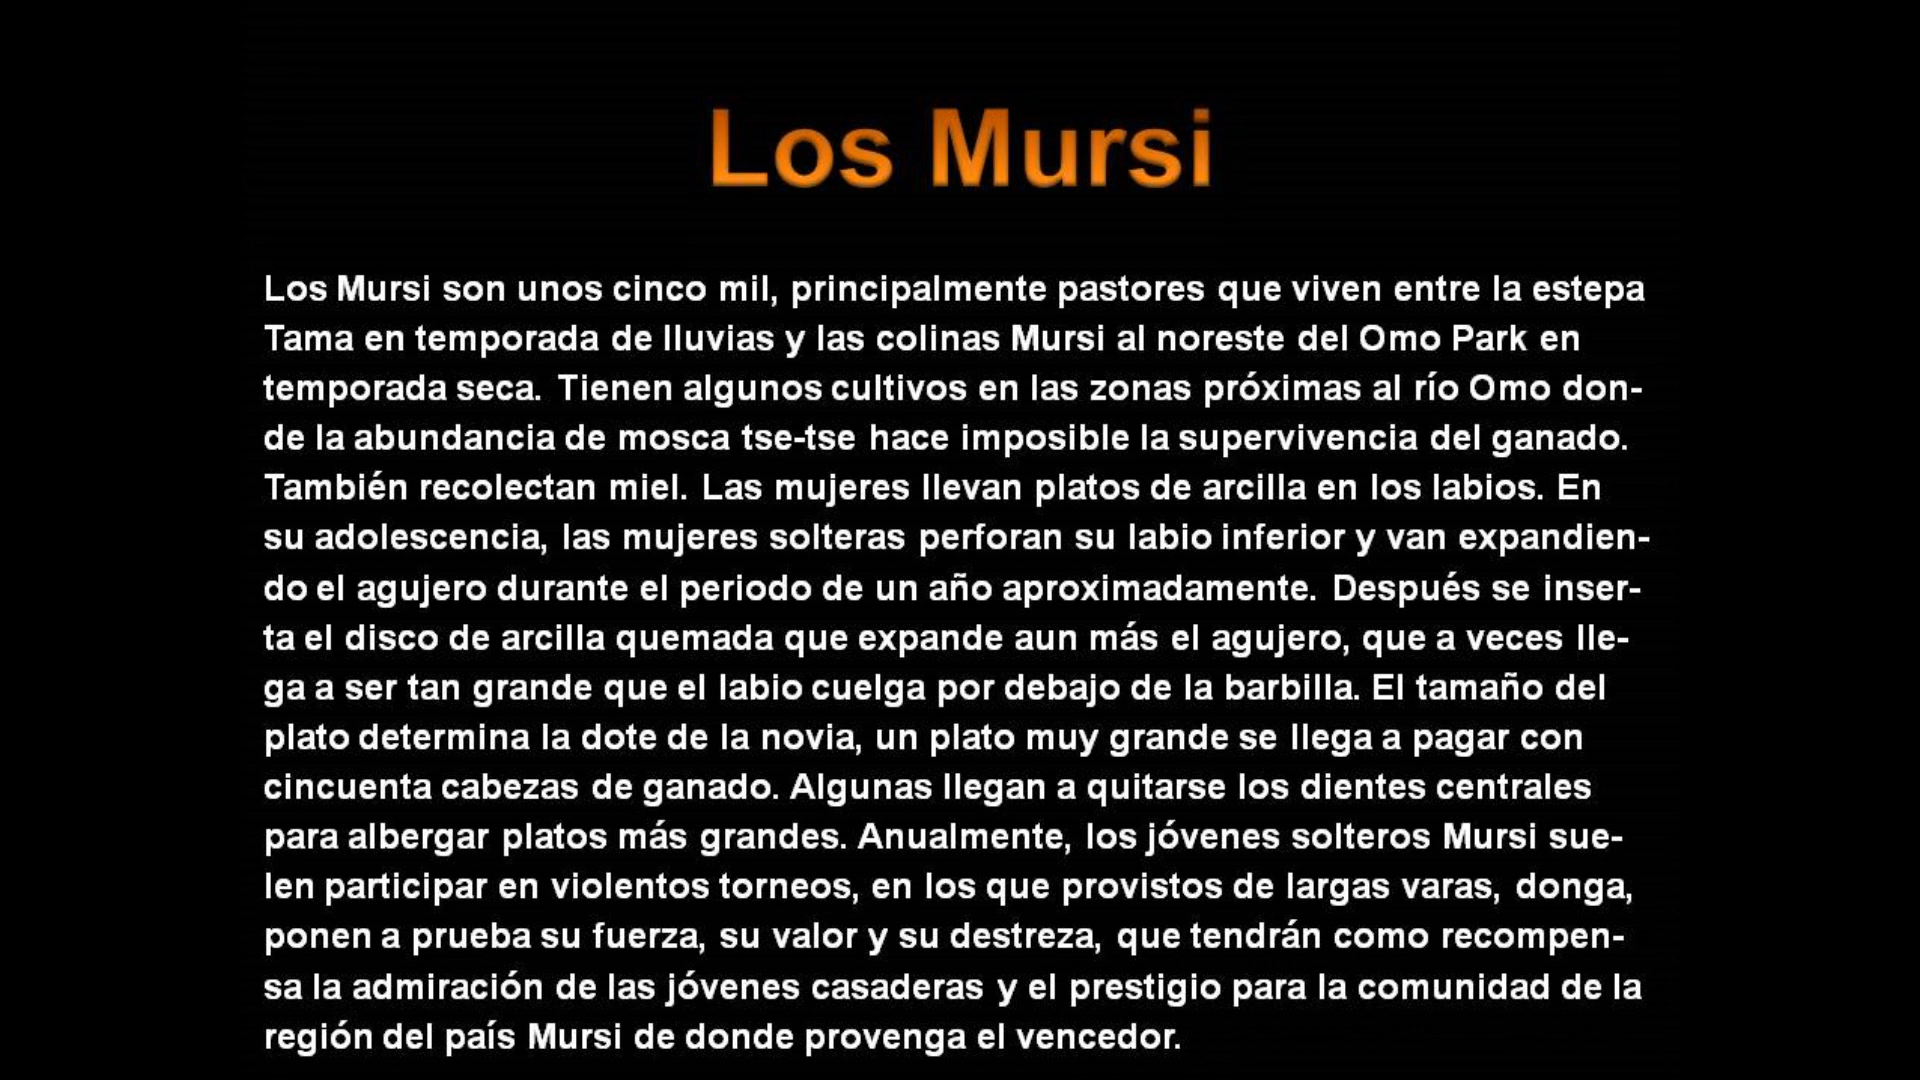 Los Mursi
Los Mursi son unos cinco mil, principalmente pastores que viven entre la estepa
Tama en temporada de lluvias y las colinas Mursi al noreste del Omo Park en
temporada seca. Tienen algunos cultivos en las zonas próximas al río Omo don-
de la abundancia de mosca tse-tse hace imposible la supervivencia del ganado.
También recolectan miel. Las mujeres llevan platos de arcilla en los labios. En
su adolescencia, las mujeres solteras perforan su labio inferior y van expandien-
do el agujero durante el periodo de un año aproximadamente. Después se inser-
ta el disco de arcilla quemada que expande aun más el agujero, que a veces lle-
ga a ser tan grande que el labio cuelga por debajo de la barbilla. El tamaño del
plato determina la dote de la novia, un plato muy grande se llega a pagar con
cincuenta cabezas de ganado. Algunas llegan a quitarse los dientes centrales
para albergar platos más grandes. Anualmente, los jóvenes solteros Mursi sue-
len participar en violentos torneos, en los que provistos de largas varas, donga,
ponen a prueba su fuerza, su valor y su destreza, que tendrán como recompen-
sa la admiración de las jóvenes casaderas y el prestigio para la comunidad de la
región del país Mursi de donde provenga el vencedor.